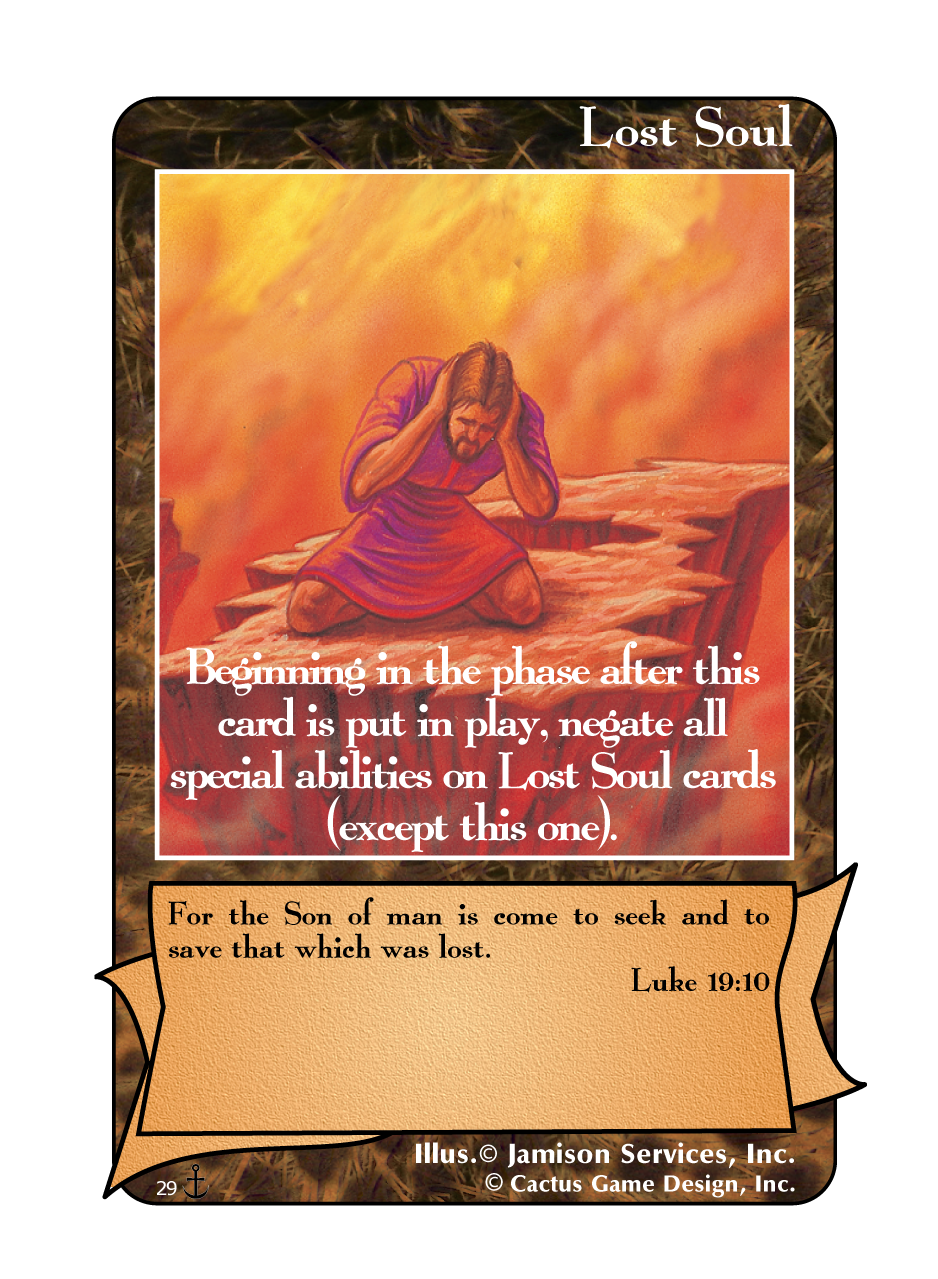 Lost Soul
Beginning in the phase after this
card is put in play, negate all
special abilities on Lost Soul cards
(except this one).
For the Son of man is come to seek and to
save that which was lost.
Luke 19:10
Illus.© Jamison Services, Inc.
29
© Cactus Game Design, Inc.